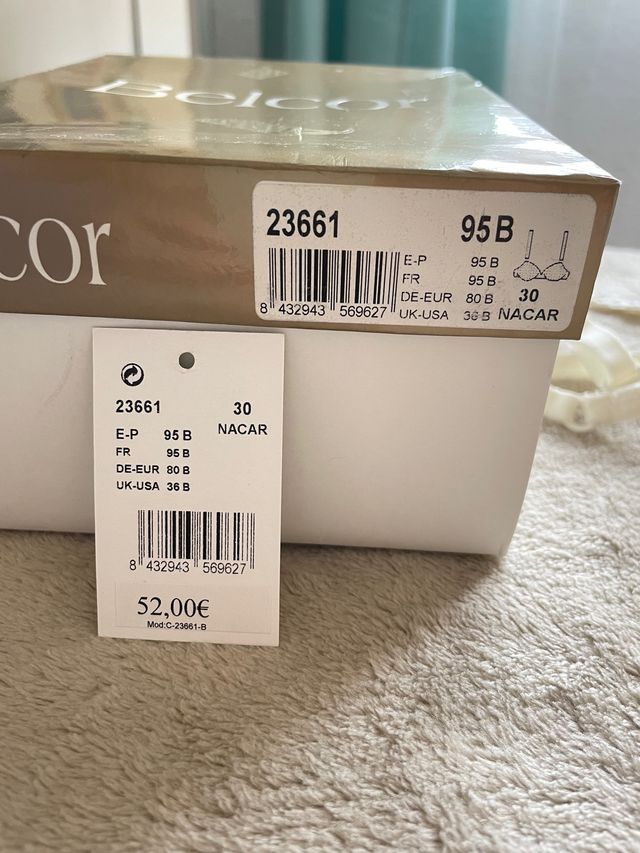 Belcor
cor
23661 95B
E-P 95 B
FR 95 B
DE-EUR 80 B 30
UK-USA 36 B NACAR
8 432943 569627
23661 30
NACAR
E-P 95 B
FR 95 B
DE-EUR 80 B
UK-USA 36 B
8 432943 569627
52,00€
Mod:C-23661-B